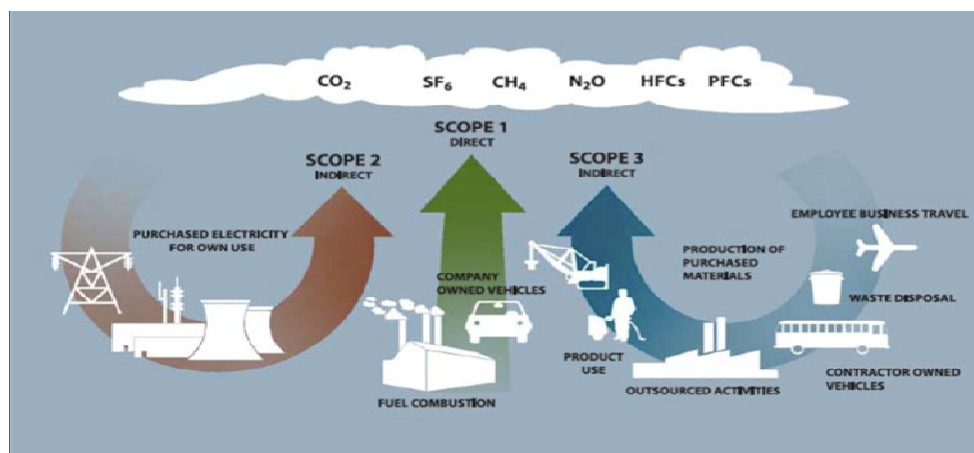 CO₂ SF₆ CH₄ N₂O HFCs PFCs
SCOPE 1
DIRECT
SCOPE 2
INDIRECT
SCOPE 3
INDIRECT
PURCHASED ELECTRICITY
FOR OWN USE
COMPANY
OWNED VEHICLES
FUEL COMBUSTION
EMPLOYEE BUSINESS TRAVEL
PRODUCTION OF
PURCHASED
MATERIALS
WASTE DISPOSAL
PRODUCT
USE
OUTSOURCED ACTIVITIES
CONTRACTOR OWNED
VEHICLES